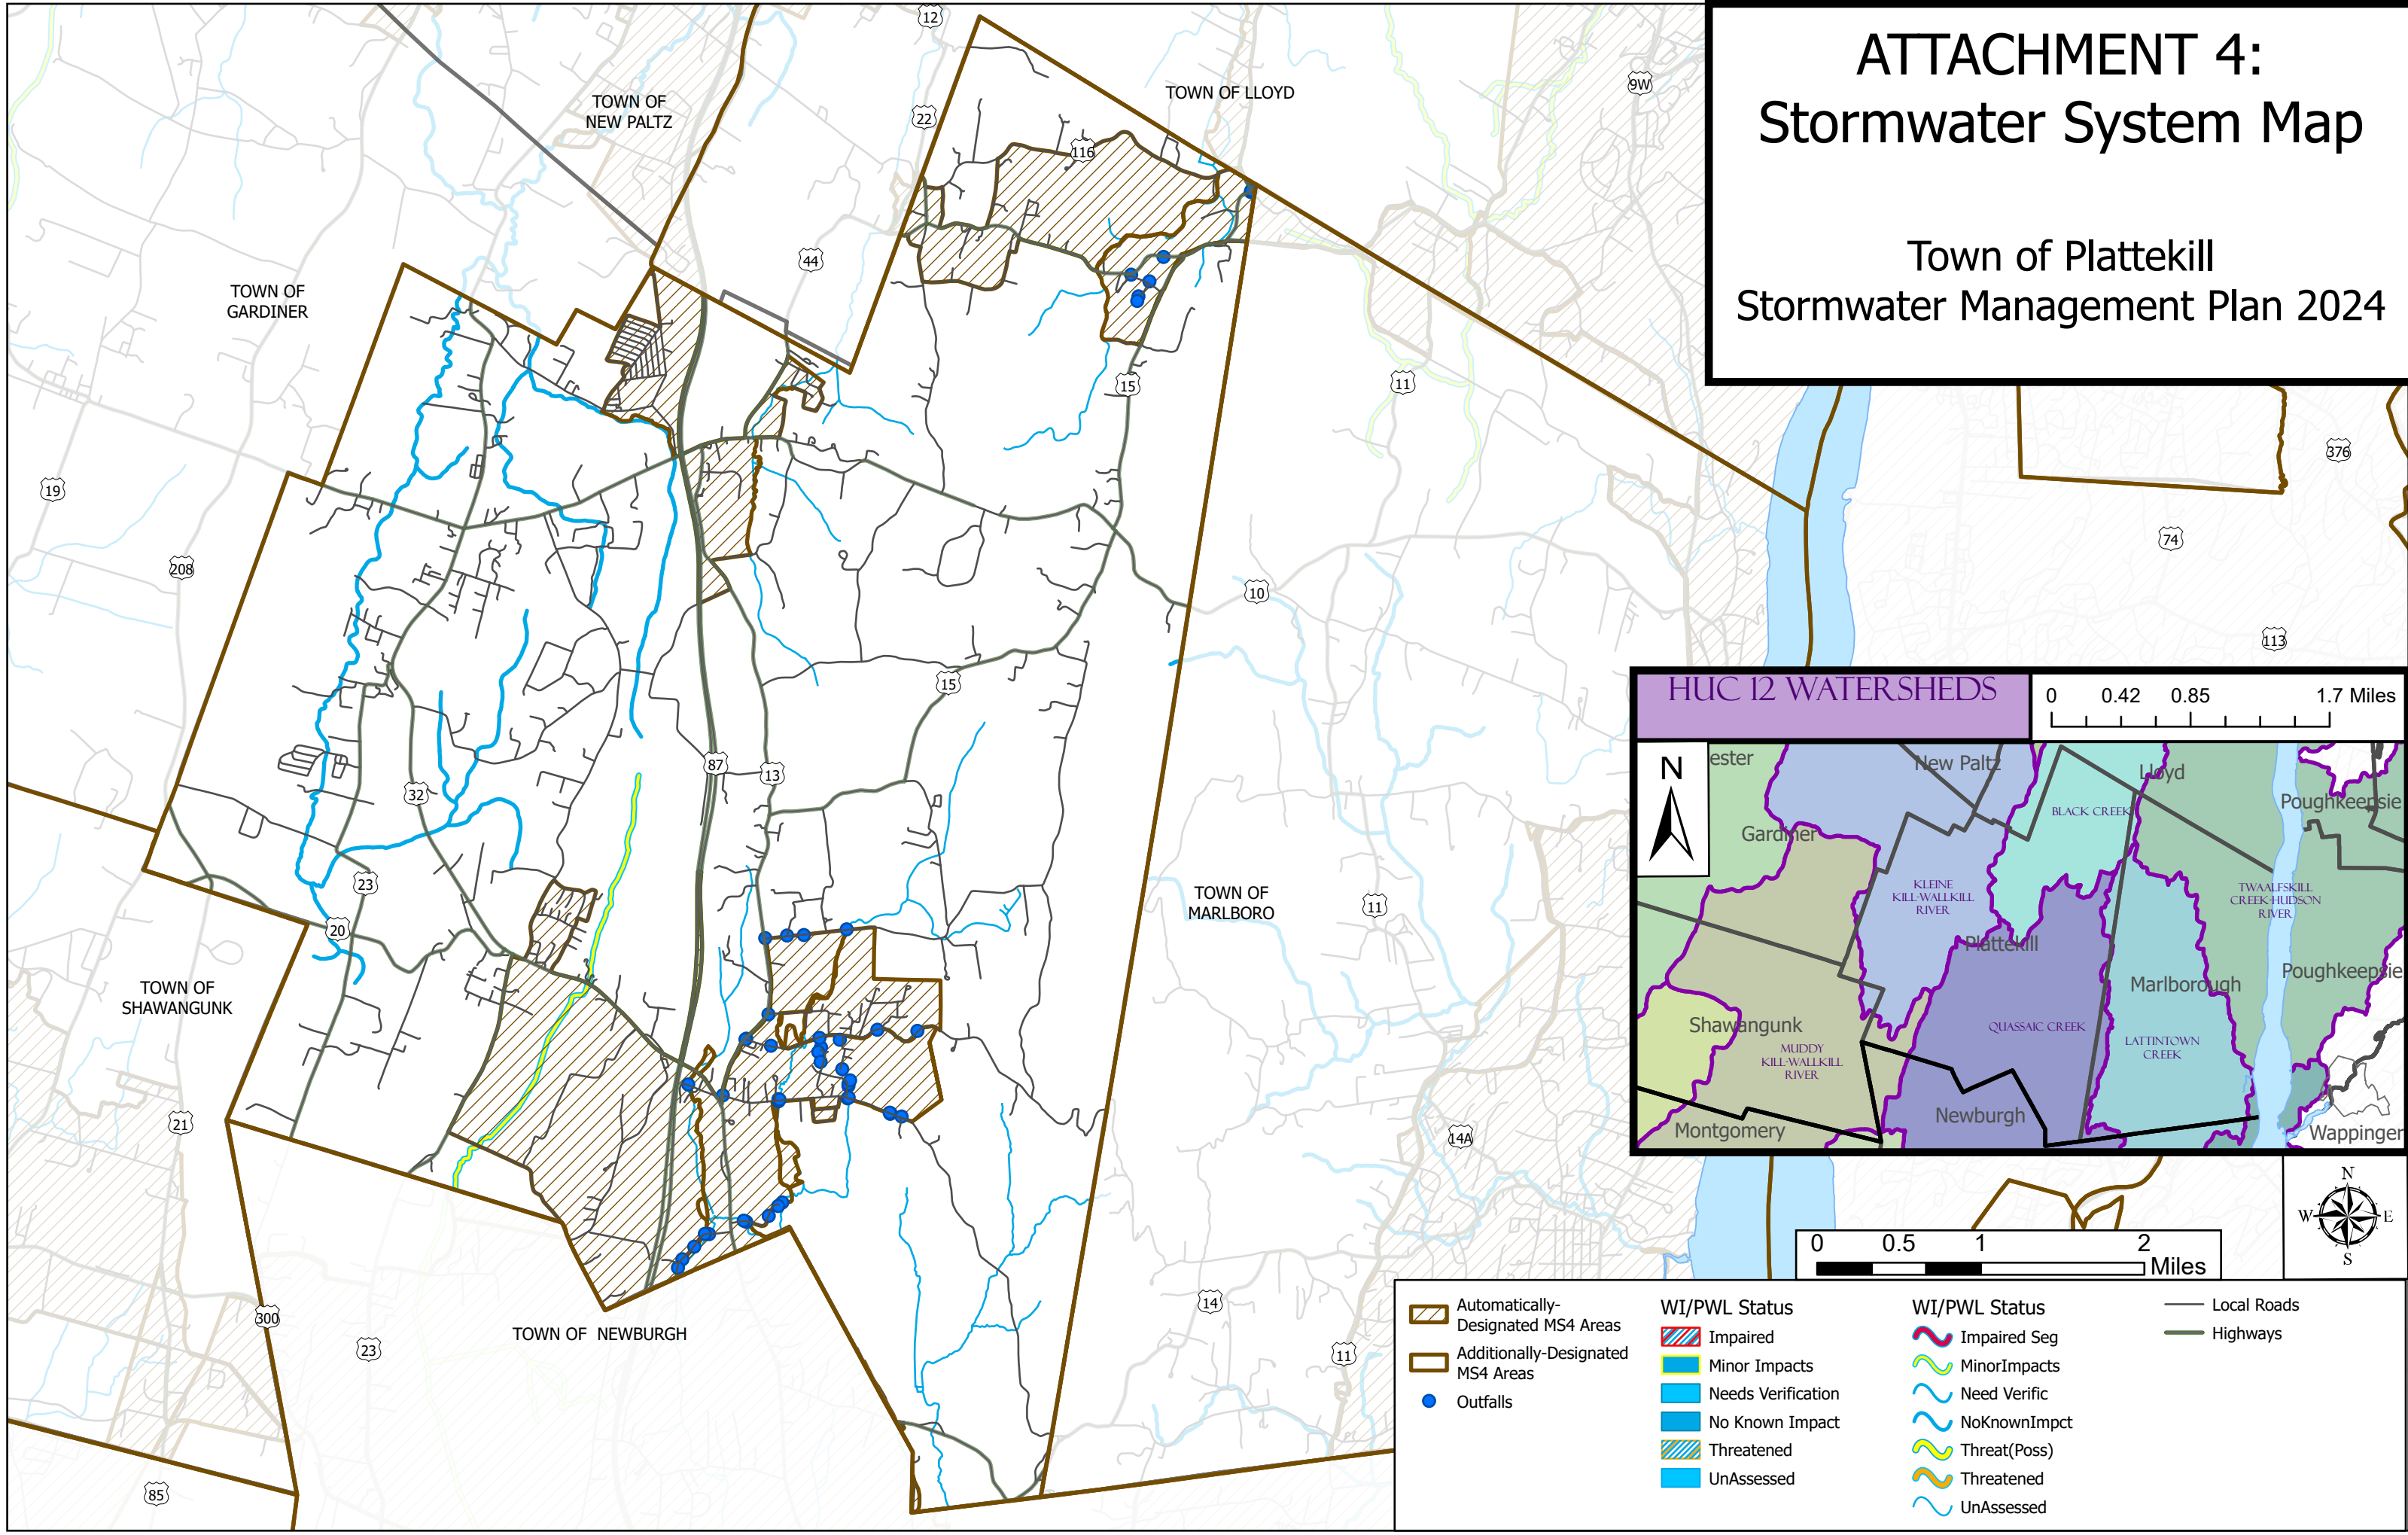 ATTACHMENT 4:
Stormwater System Map
Town of Plattekill
Stormwater Management Plan 2024
12
TOWN OF
NEW PALTZ
22
TOWN OF LLOYD
9W
116
44
TOWN OF
GARDINER
15
11
376
19
208
74
10
113
15
87
13
32
23
TOWN OF
MARLBORO
11
20
TOWN OF
SHAWANGUNK
21
14A
300
23
TOWN OF NEWBURGH
14
11
85
HUC 12 WATERSHEDS
0 0.42 0.85 1.7 Miles
N
ester
New Paltz
Lloyd
Poughkeepsie
BLACK CREEK
Gardiner
KLEINE
KILL-WALLKILL
RIVER
TWAALFSKILL
CREEK-HUDSON
RIVER
Plattekill
Marlborough
Poughkeepsie
Shawangunk
QUASSAIC CREEK
MUDDY
KILL-WALLKILL
RIVER
LATTINTOWN
CREEK
Newburgh
Montgomery
Wappinger
N
W E
S
0 0.5 1 2
Miles
Automatically-
Designated MS4 Areas
Additionally-Designated
MS4 Areas
Outfalls
WI/PWL Status
Impaired
Minor Impacts
Needs Verification
No Known Impact
Threatened
UnAssessed
WI/PWL Status
Impaired Seg
MinorImpacts
Need Verific
NoKnownImpct
Threat(Poss)
Threatened
UnAssessed
Local Roads
Highways